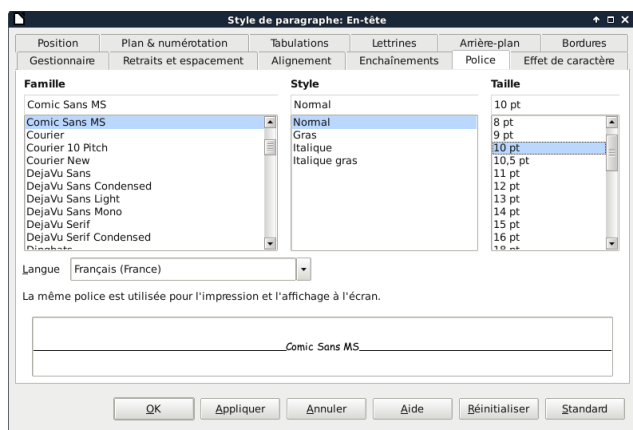 Style de paragraphe: En-tête
Position Plan & numérotation Tabulations Lettrines Arrière-plan Bordures
Gestionnaire Retraits et espacement Alignement Enchaînements Police Effet de caractère
Famille Style Taille
Comic Sans MS Normal 10 pt
Comic Sans MS Normal 8 pt
Courier Gras 9 pt
Courier 10 Pitch Italique 10 pt
Courier New Italique gras 10,5 pt
DejaVu Sans 11 pt
DejaVu Sans Condensed 12 pt
DejaVu Sans Light 13 pt
DejaVu Sans Mono 14 pt
DejaVu Serif 15 pt
DejaVu Serif Condensed 16 pt
Dingbats 18 pt
Langue Français (France)
La même police est utilisée pour l'impression et l'affichage à l'écran.
Comic Sans MS
OK Appliquer Annuler Aide Réinitialiser Standard